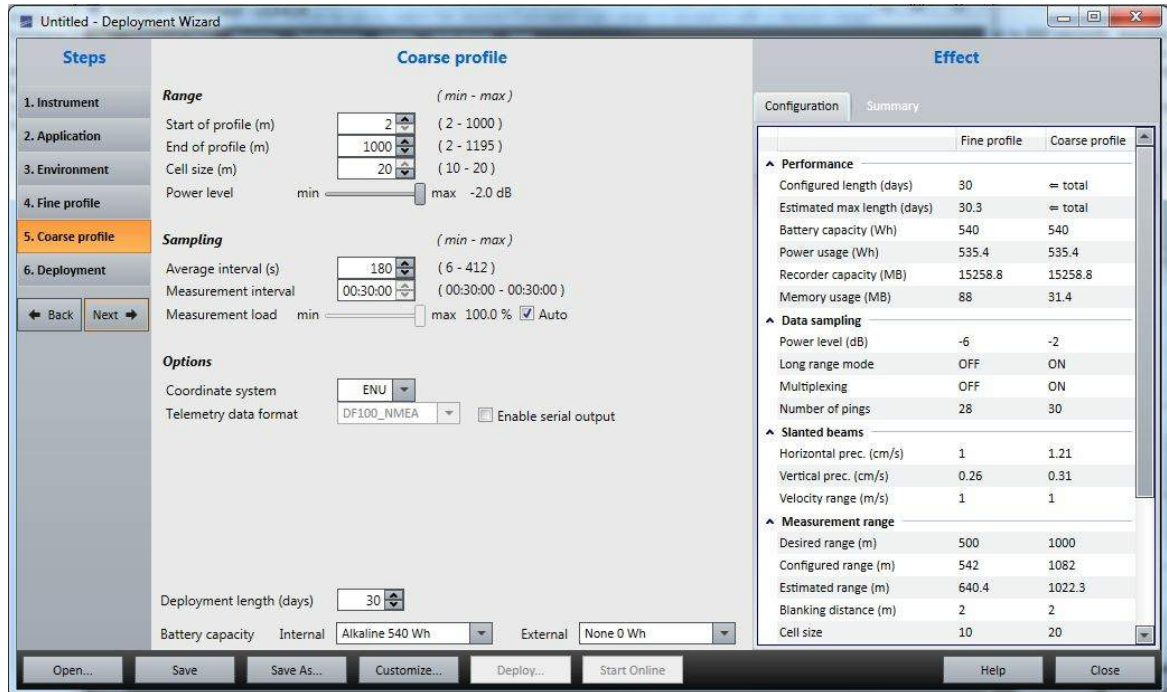 Untitled - Deployment Wizard
Steps
1. Instrument
2. Application
3. Environment
4. Fine profile
5. Coarse profile
6. Deployment
Back Next
Coarse profile
Range ( min - max )
Start of profile (m) 2 ( 2 - 1000 )
End of profile (m) 1000 ( 2 - 1195 )
Cell size (m) 20 ( 10 - 20 )
Power level min max -2.0 dB
Sampling ( min - max )
Average interval (s) 180 ( 6 - 412 )
Measurement interval 00:30:00 ( 00:30:00 - 00:30:00 )
Measurement load min max 100.0 % Auto
Options
Coordinate system ENU
Telemetry data format DF100_NMEA Enable serial output
Deployment length (days) 30
Battery capacity Internal Alkaline 540 Wh External None 0 Wh
Effect
Configuration Summary
Fine profile Coarse profile
Performance
Configured length (days) 30 ⇐ total
Estimated max length (days) 30.3 ⇐ total
Battery capacity (Wh) 540 540
Power usage (Wh) 535.4 535.4
Recorder capacity (MB) 15258.8 15258.8
Memory usage (MB) 88 31.4
Data sampling
Power level (dB) -6 -2
Long range mode OFF ON
Multiplexing OFF ON
Number of pings 28 30
Slanted beams
Horizontal prec. (cm/s) 1 1.21
Vertical prec. (cm/s) 0.26 0.31
Velocity range (m/s) 1 1
Measurement range
Desired range (m) 500 1000
Configured range (m) 542 1082
Estimated range (m) 640.4 1022.3
Blanking distance (m) 2 2
Cell size 10 20
Open... Save Save As... Customize... Deploy... Start Online Help Close